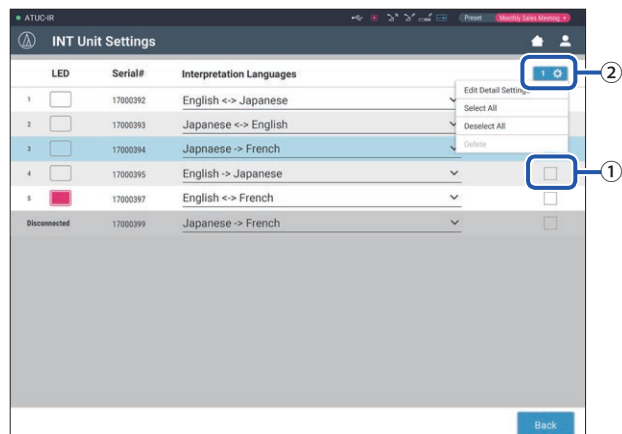 ATUC-IR Preset Monthly Sales Meeting
INT Unit Settings
LED Serial# Interpretation Languages 1 ②
Edit Detail Settings
1 17000392 English <-> Japanese
Select All
2 17000393 Japanese <-> English
Deselect All
3 17000394 Japnaese -> French
Delete
4 17000395 English -> Japanese ①
5 17000397 English <-> French
Disconnected 17000399 Japanese -> French
Back